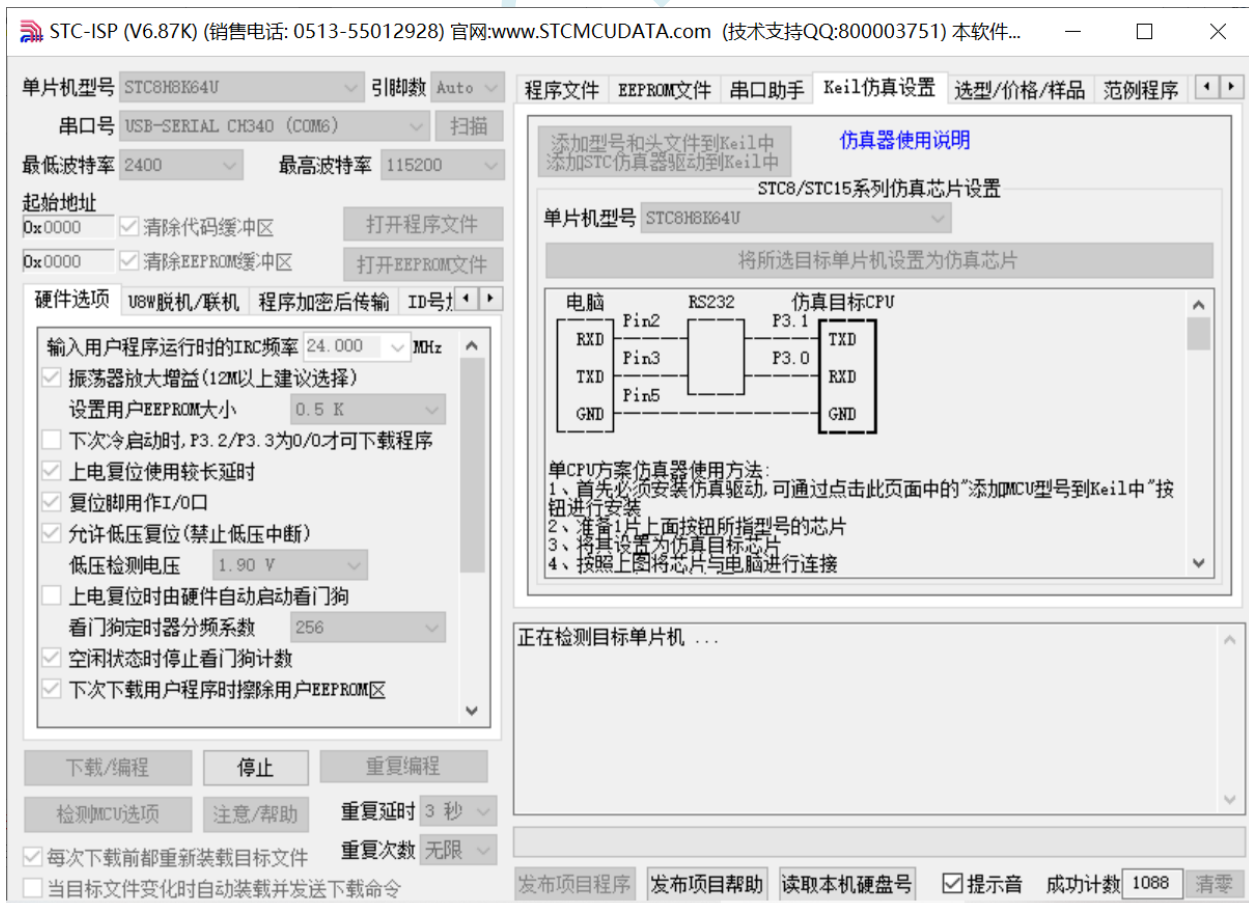 STC-ISP (V6.87K) (销售电话: 0513-55012928) 官网:www.STCMCUDATA.com (技术支持QQ:800003751) 本软件...
单片机型号 STC8H8K64U 引脚数 Auto
串口号 USB-SERIAL CH340 (COM6) 扫描
最低波特率 2400 最高波特率 115200
起始地址
0x0000 清除代码缓冲区 打开程序文件
0x0000 清除EEPROM缓冲区 打开EEPROM文件
硬件选项 U8W脱机/联机 程序加密后传输
输入用户程序运行时的IRC频率 24.000 MHz
振荡器放大增益(12M以上建议选择)
设置用户EEPROM大小 0.5 K
下次冷启动时,P3.2/P3.3为0/0才可下载程序
上电复位使用较长延时
复位脚用作I/O口
允许低压复位(禁止低压中断)
低压检测电压 1.90 V
上电复位时由硬件自动启动看门狗
看门狗定时器分频系数 256
空闲状态时停止看门狗计数
下次下载用户程序时擦除用户EEPROM区
下载/编程 停止 重复编程
检测MCU选项 注意/帮助 重复延时 3 秒
重复次数 无限
每次下载前都重新装载目标文件
当目标文件变化时自动装载并发送下载命令
程序文件 EEPROM文件 串口助手 Keil仿真设置 选型/价格/样品 范例程序
添加型号和头文件到Keil中
添加STC仿真器驱动到Keil中
仿真器使用说明
STC8/STC15系列仿真芯片设置
单片机型号 STC8H8K64U
将所选目标单片机设置为仿真芯片
电脑 RS232 仿真目标CPU
Pin2 P3.1
RXD TXD
Pin3 P3.0
TXD RXD
Pin5
GND GND
单CPU方案仿真器使用方法:
1、首先必须安装仿真驱动,可通过点击此页面中的"添加MCU型号到Keil中"按
钮进行安装
2、准备1片上面按钮所指型号的芯片
3、将其设置为仿真目标芯片
4、按照上图将芯片与电脑进行连接
正在检测目标单片机 ...
发布项目程序 发布项目帮助 读取本机硬盘号 提示音 成功计数 1088 清零